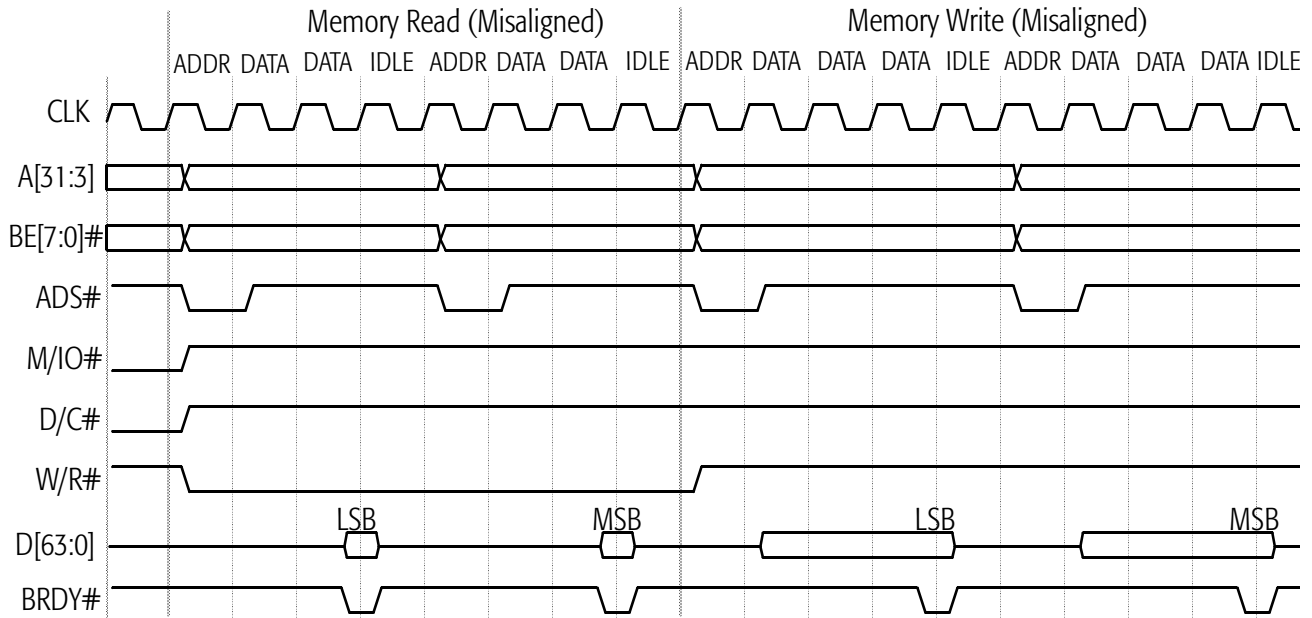 Memory Read (Misaligned) Memory Write (Misaligned)
ADDR DATA DATA IDLE ADDR DATA DATA IDLE ADDR DATA DATA DATA IDLE ADDR DATA DATA DATA IDLE
CLK
A[31:3]
BE[7:0]#
ADS#
M/IO#
D/C#
W/R#
LSB MSB LSB MSB
D[63:0]
BRDY#